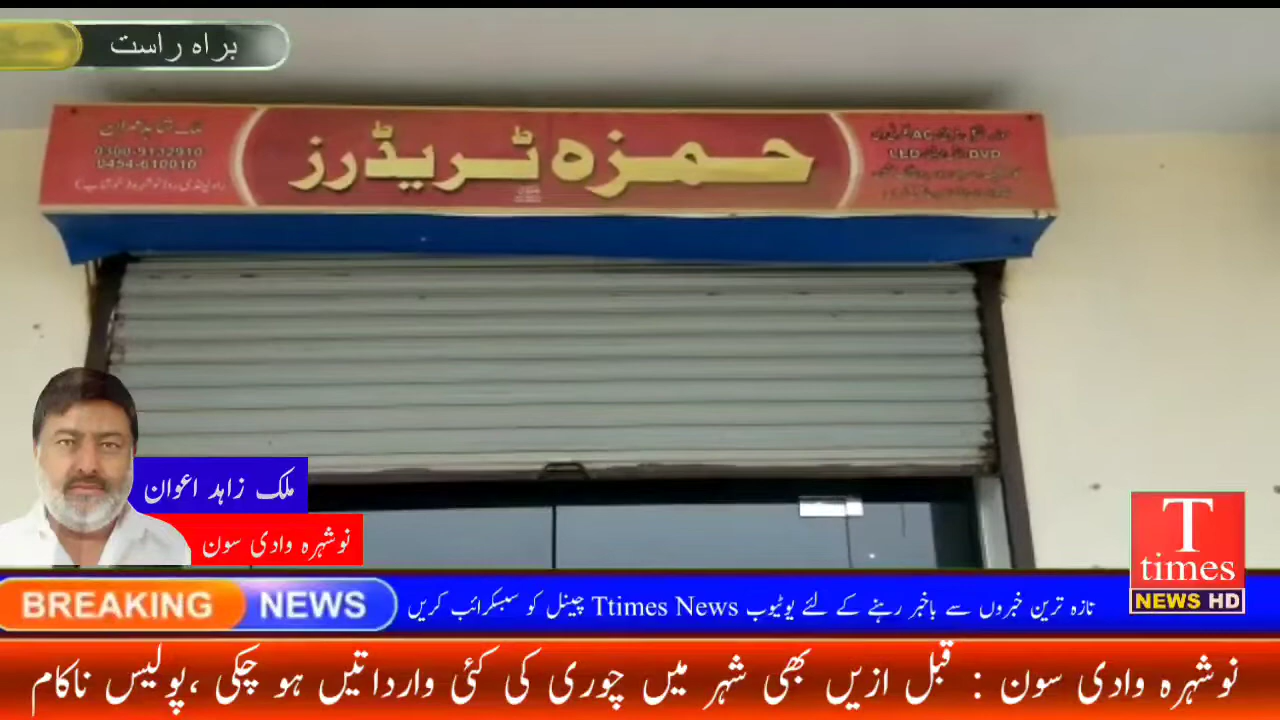 براہ راست
حمزہ ٹریڈرز
0300-9132910
0454-610010
AC
LED DVD
ملک زاہد اعوان
نوشہرہ وادی سون
T
times
NEWS HD
BREAKING NEWS
تازہ ترین خبروں سے باخبر رہنے کے لئے یوٹیوب Ttimes News چینل کو سبسکرائب کریں
نوشہرہ وادی سون : قبل ازیں بھی شہر میں چوری کی کئی وارداتیں ہو چکی ،پولیس ناکام